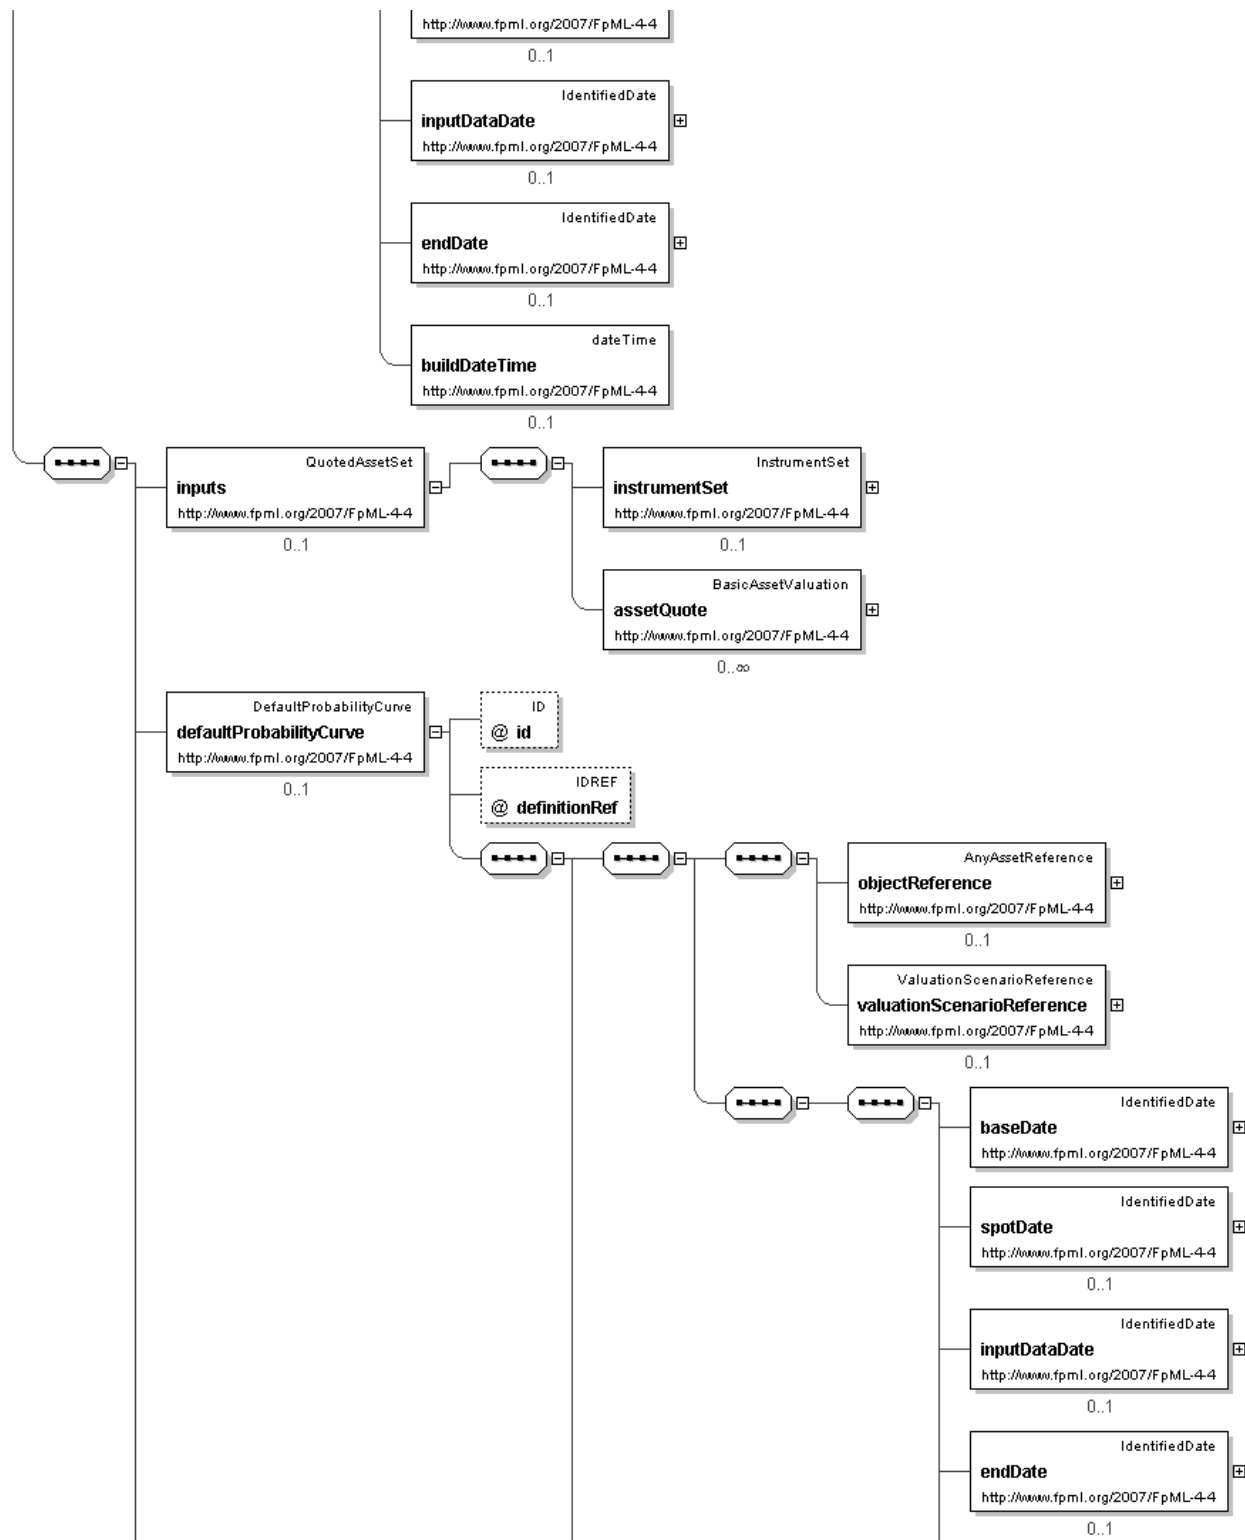 http://www.fpml.org/2007/FpML-4-4
0..1
IdentifiedDate
inputDataDate
http://www.fpml.org/2007/FpML-4-4
0..1
IdentifiedDate
endDate
http://www.fpml.org/2007/FpML-4-4
0..1
dateTime
buildDateTime
http://www.fpml.org/2007/FpML-4-4
0..1
QuotedAssetSet
inputs
http://www.fpml.org/2007/FpML-4-4
0..1
InstrumentSet
instrumentSet
http://www.fpml.org/2007/FpML-4-4
0..1
BasicAssetValuation
assetQuote
http://www.fpml.org/2007/FpML-4-4
0..∞
DefaultProbabilityCurve
defaultProbabilityCurve
http://www.fpml.org/2007/FpML-4-4
0..1
ID
@ id
IDREF
@ definitionRef
AnyAssetReference
objectReference
http://www.fpml.org/2007/FpML-4-4
0..1
ValuationScenarioReference
valuationScenarioReference
http://www.fpml.org/2007/FpML-4-4
0..1
IdentifiedDate
baseDate
http://www.fpml.org/2007/FpML-4-4
IdentifiedDate
spotDate
http://www.fpml.org/2007/FpML-4-4
0..1
IdentifiedDate
inputDataDate
http://www.fpml.org/2007/FpML-4-4
0..1
IdentifiedDate
endDate
http://www.fpml.org/2007/FpML-4-4
0..1